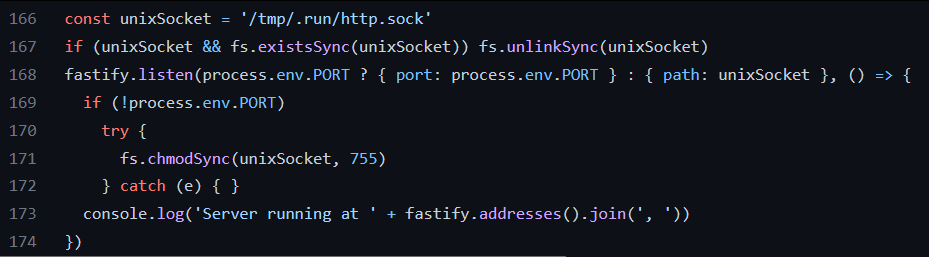 166 const unixSocket = '/tmp/.run/http.sock'
167 if (unixSocket && fs.existsSync(unixSocket)) fs.unlinkSync(unixSocket)
168 fastify.listen(process.env.PORT ? { port: process.env.PORT } : { path: unixSocket }, () => {
169   if (!process.env.PORT)
170     try {
171       fs.chmodSync(unixSocket, 755)
172     } catch (e) { }
173   console.log('Server running at ' + fastify.addresses().join(', '))
174 })